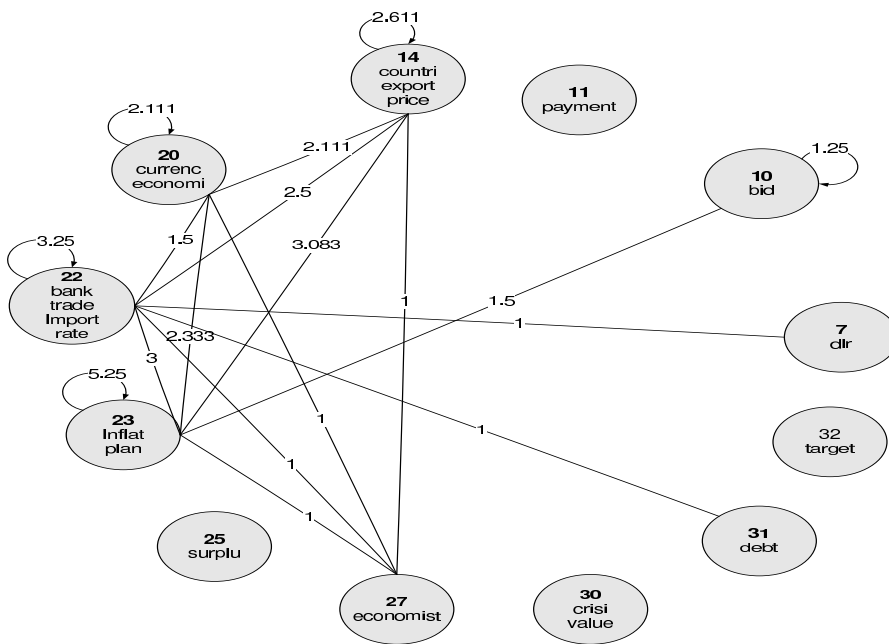 2.611
14
countri
export
price
11
payment
2.111
20
currenc
economi
2.111
1.25
10
bid
2.5
1.5
3.083
3.25
22
bank
trade
Import
rate
1
1.5
1
7
dlr
2.333
3
5.25
23
Inflat
plan
1
1
32
target
1
1
25
surplu
31
debt
27
economist
30
crisi
value